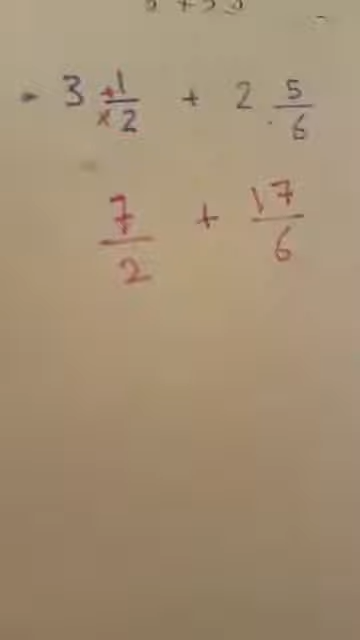 - 3 1/2 + 2 5/6
+ ×
7/2 + 17/6